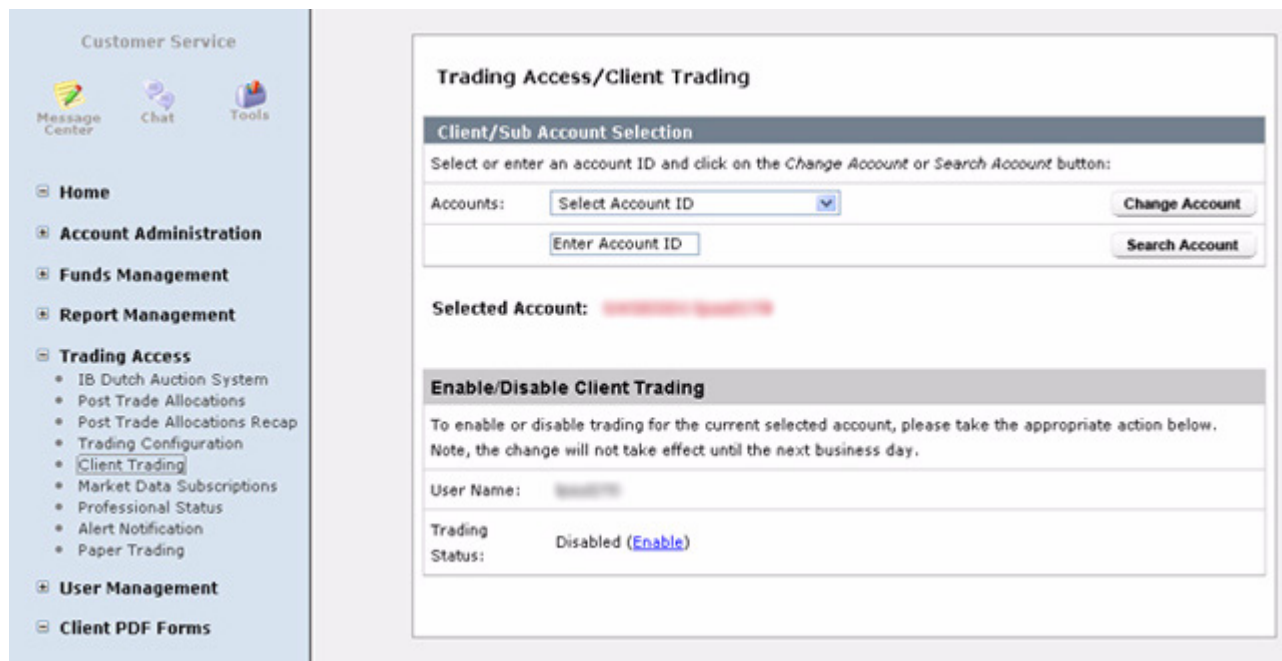 Customer Service
Message Center
Chat
Tools
Home
Account Administration
Funds Management
Report Management
Trading Access
IB Dutch Auction System
Post Trade Allocations
Post Trade Allocations Recap
Trading Configuration
Client Trading
Market Data Subscriptions
Professional Status
Alert Notification
Paper Trading
User Management
Client PDF Forms
Trading Access/Client Trading
Client/Sub Account Selection
Select or enter an account ID and click on the Change Account or Search Account button:
Accounts: Select Account ID Change Account
Enter Account ID Search Account
Selected Account:
Enable/Disable Client Trading
To enable or disable trading for the current selected account, please take the appropriate action below.
Note, the change will not take effect until the next business day.
User Name:
Trading Status: Disabled (Enable)